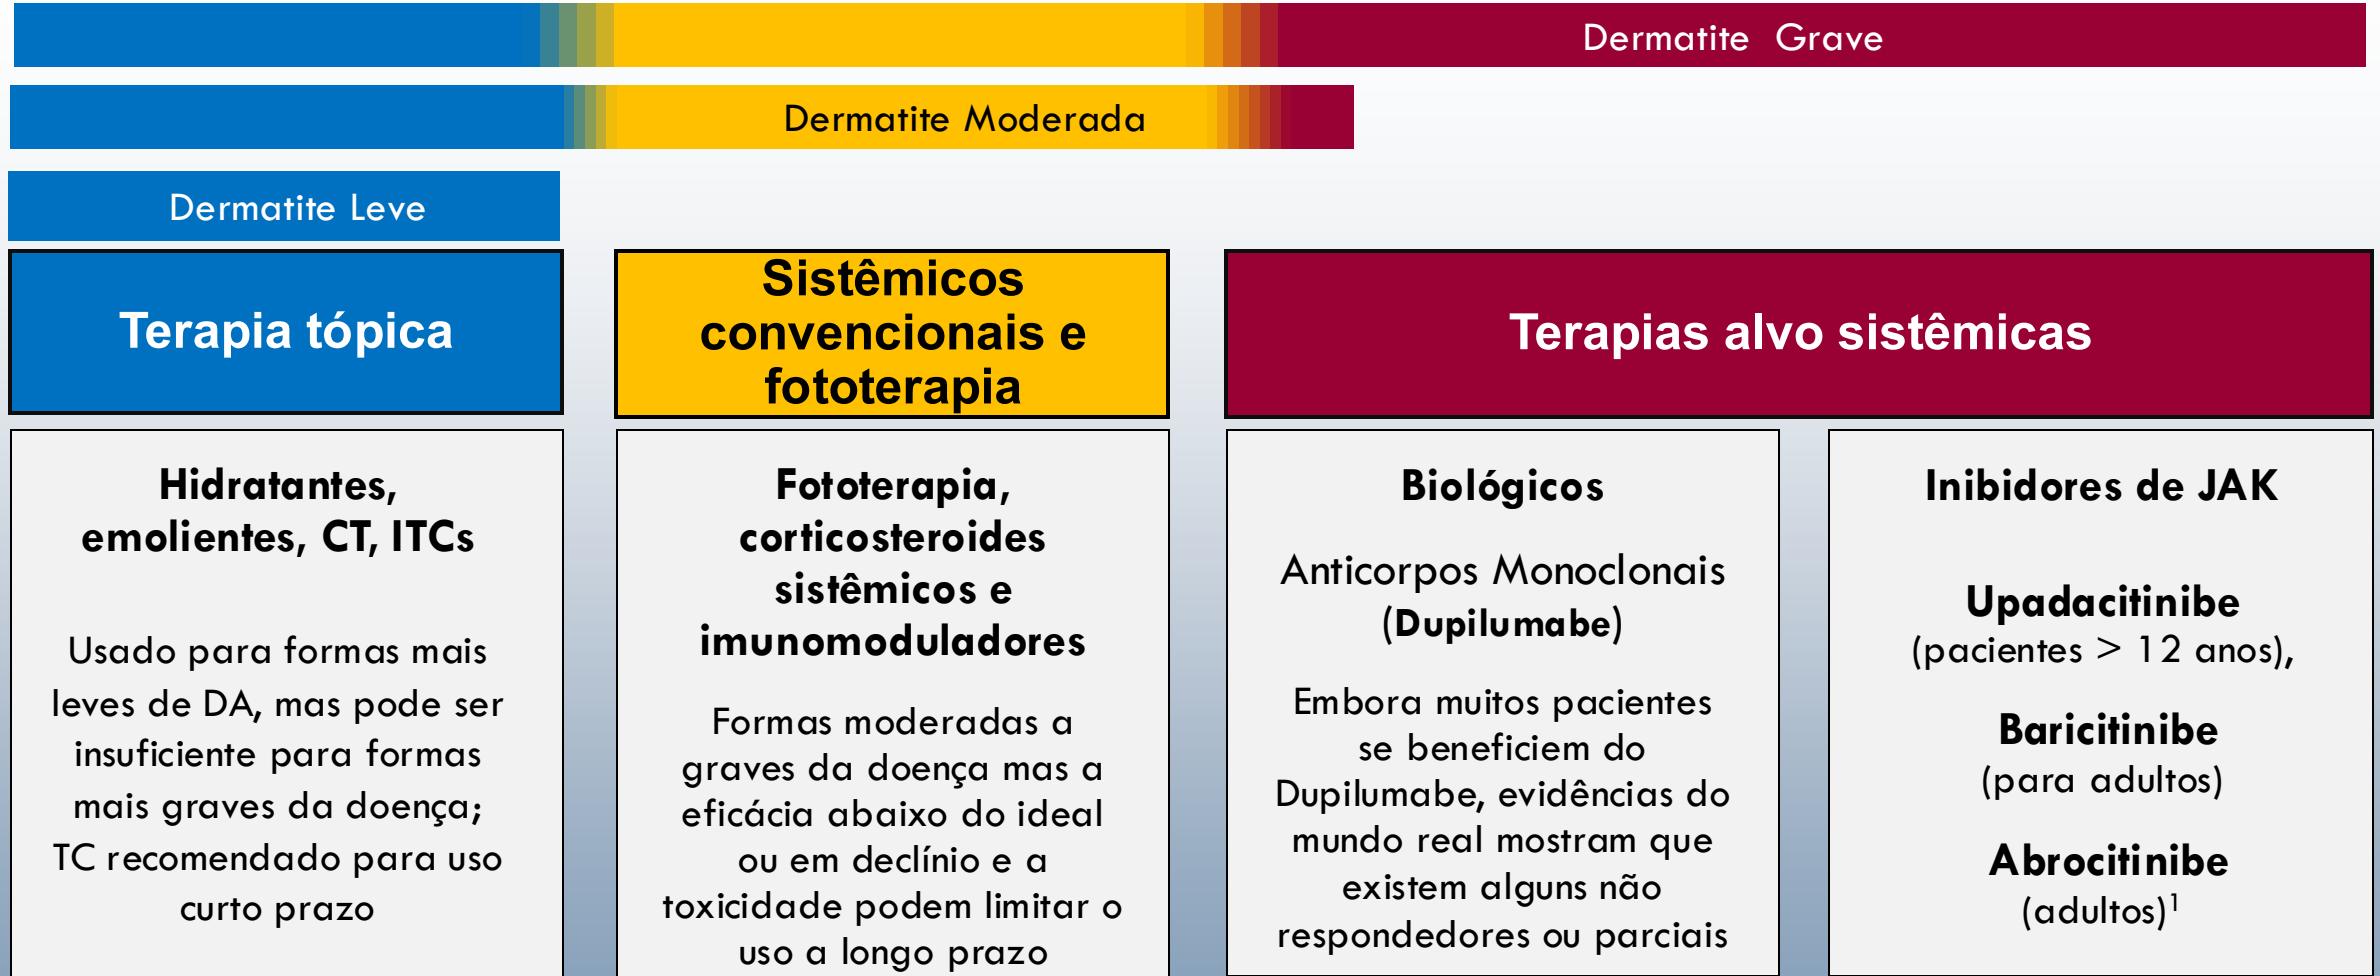 Dermatite Grave
Dermatite Moderada
Dermatite Leve
Terapia tópica
Sistêmicos
convencionais e
fototerapia
Terapias alvo sistêmicas
Hidratantes,
emolientes, CT, ITCs
Usado para formas mais
leves de DA, mas pode ser
insuficiente para formas
mais graves da doença;
TC recomendado para uso
curto prazo
Fototerapia,
corticosteroides
sistêmicos e
imunomoduladores
Formas moderadas a
graves da doença mas a
eficácia abaixo do ideal
ou em declínio e a
toxicidade podem limitar o
uso a longo prazo
Biológicos
Anticorpos Monoclonais
(Dupilumabe)
Embora muitos pacientes
se beneficiem do
Dupilumabe, evidências do
mundo real mostram que
existem alguns não
respondedores ou parciais
Inibidores de JAK
Upadacitinibe
(pacientes > 12 anos),
Baricitinibe
(para adultos)
Abrocitinibe
(adultos)¹